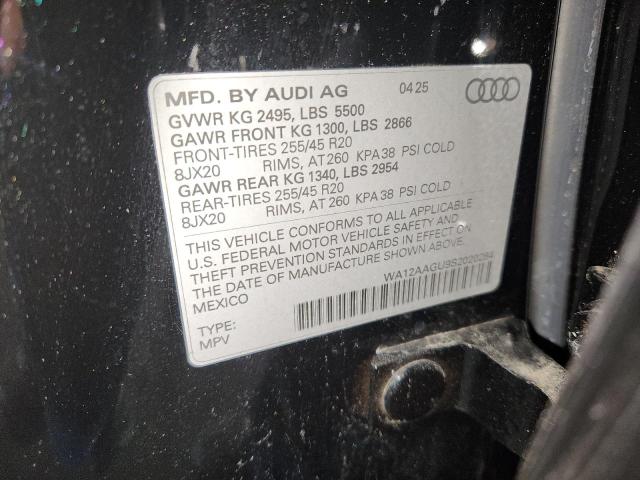 MFD. BY AUDI AG 04 25
GVWR KG 2495, LBS 5500
GAWR FRONT KG 1300, LBS 2866
FRONT-TIRES 255/45 R20
8JX20 RIMS, AT 260 KPA 38 PSI COLD
GAWR REAR KG 1340, LBS 2954
REAR-TIRES 255/45 R20
8JX20 RIMS, AT 260 KPA 38 PSI COLD
THIS VEHICLE CONFORMS TO ALL APPLICABLE
U.S. FEDERAL MOTOR VEHICLE SAFETY AND
THEFT PREVENTION STANDARDS IN EFFECT ON
THE DATE OF MANUFACTURE SHOWN ABOVE.
MEXICO
WA12AAGU9S2020284
TYPE:
MPV